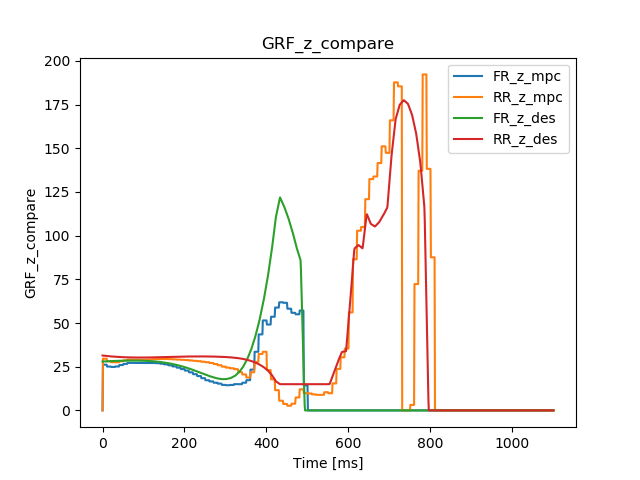 GRF_z_compare
FR_z_mpc
RR_z_mpc
FR_z_des
RR_z_des
GRF_z_compare
200
175
150
125
100
75
50
25
0
0 200 400 600 800 1000
Time [ms]